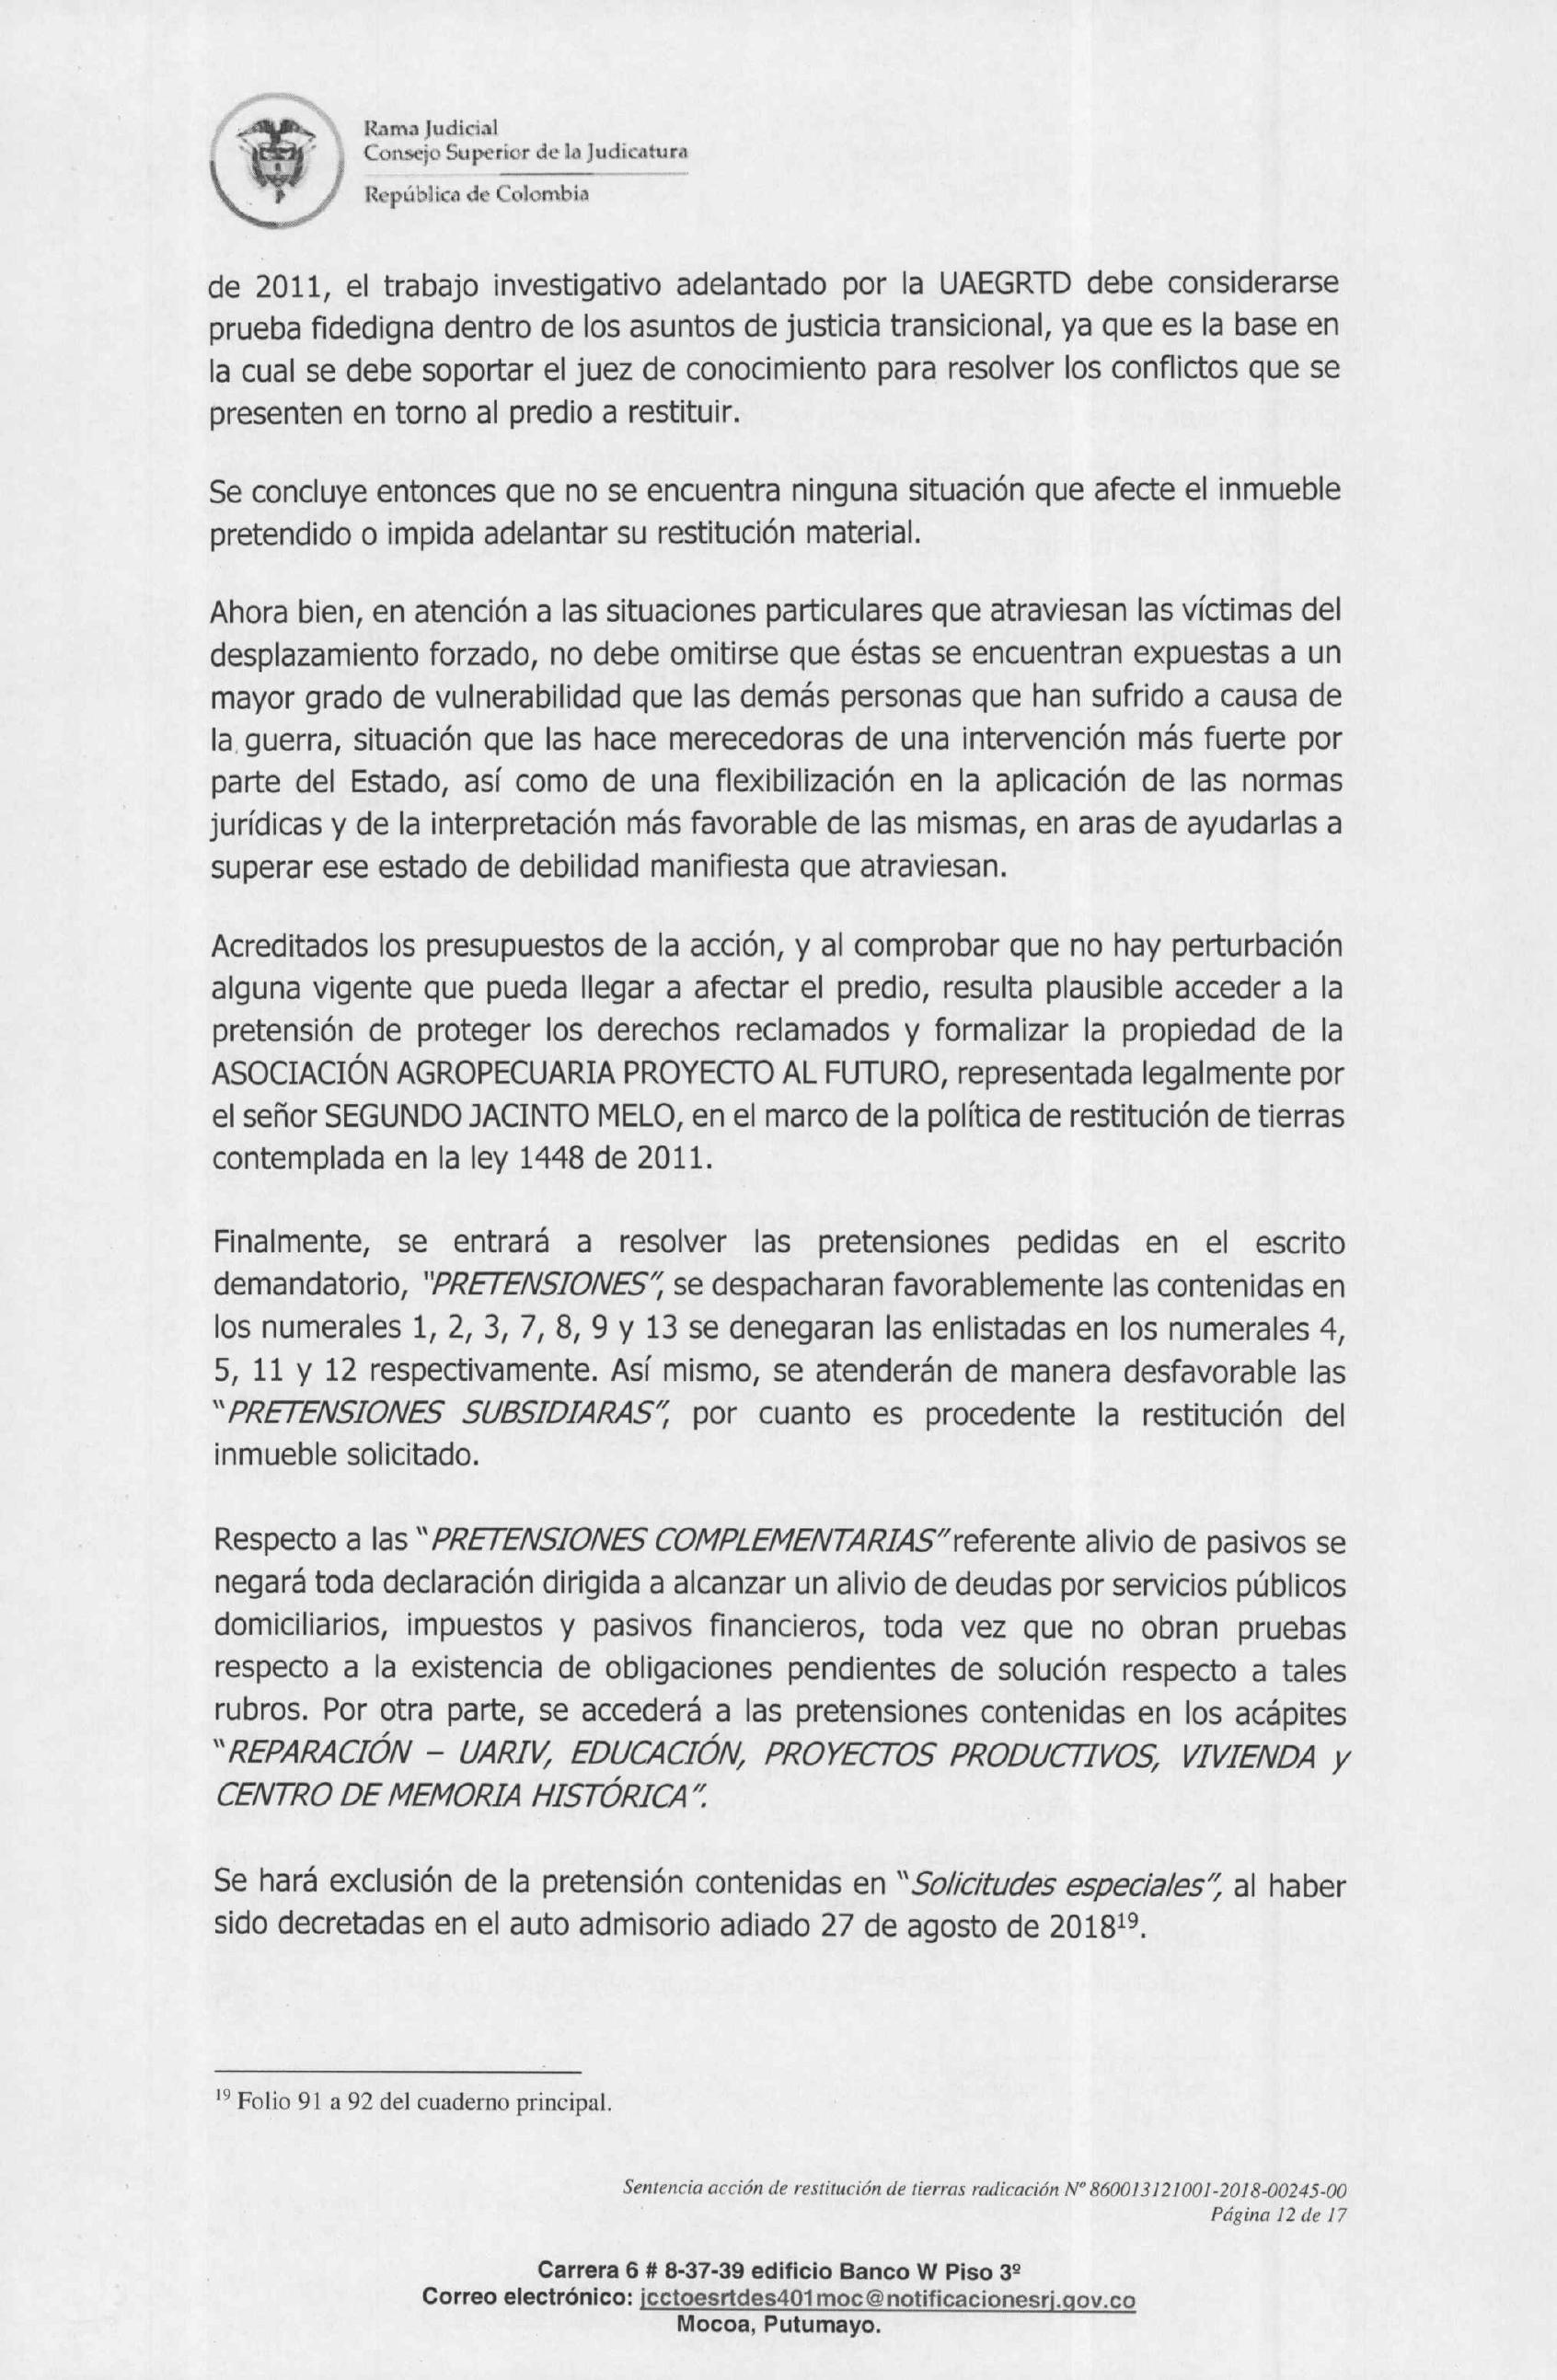 Rama Judicial
Consejo Superior de la Judicatura
República de Colombia
de 2011, el trabajo investigativo adelantado por la UAEGRTD debe considerarse
prueba fidedigna dentro de los asuntos de justicia transicional, ya que es la base en
la cual se debe soportar el juez de conocimiento para resolver los conflictos que se
presenten en torno al predio a restituir.
Se concluye entonces que no se encuentra ninguna situación que afecte el inmueble
pretendido o impida adelantar su restitución material.
Ahora bien, en atención a las situaciones particulares que atraviesan las víctimas del
desplazamiento forzado, no debe omitirse que éstas se encuentran expuestas a un
mayor grado de vulnerabilidad que las demás personas que han sufrido a causa de
la guerra, situación que las hace merecedoras de una intervención más fuerte por
parte del Estado, así como de una flexibilización en la aplicación de las normas
jurídicas y de la interpretación más favorable de las mismas, en aras de ayudarlas a
superar ese estado de debilidad manifiesta que atraviesan.
Acreditados los presupuestos de la acción, y al comprobar que no hay perturbación
alguna vigente que pueda llegar a afectar el predio, resulta plausible acceder a la
pretensión de proteger los derechos reclamados y formalizar la propiedad de la
ASOCIACIÓN AGROPECUARIA PROYECTO AL FUTURO, representada legalmente por
el señor SEGUNDO JACINTO MELO, en el marco de la política de restitución de tierras
contemplada en la ley 1448 de 2011.
Finalmente, se entrará a resolver las pretensiones pedidas en el escrito
demandatorio, "PRETENSIONES", se despacharan favorablemente las contenidas en
los numerales 1, 2, 3, 7, 8, 9 y 13 se denegaran las enlistadas en los numerales 4,
5, 11 y 12 respectivamente. Así mismo, se atenderán de manera desfavorable las
"PRETENSIONES SUBSIDIARAS", por cuanto es procedente la restitución del
inmueble solicitado.
Respecto a las "PRETENSIONES COMPLEMENTARIAS" referente alivio de pasivos se
negará toda declaración dirigida a alcanzar un alivio de deudas por servicios públicos
domiciliarios, impuestos y pasivos financieros, toda vez que no obran pruebas
respecto a la existencia de obligaciones pendientes de solución respecto a tales
rubros. Por otra parte, se accederá a las pretensiones contenidas en los acápites
"REPARACIÓN – UARIV, EDUCACIÓN, PROYECTOS PRODUCTIVOS, VIVIENDA y
CENTRO DE MEMORIA HISTÓRICA".
Se hará exclusión de la pretensión contenidas en "Solicitudes especiales", al haber
sido decretadas en el auto admisorio adiado 27 de agosto de 2018¹⁹.
¹⁹ Folio 91 a 92 del cuaderno principal.
Sentencia acción de restitución de tierras radicación N° 860013121001-2018-00245-00
Página 12 de 17
Carrera 6 # 8-37-39 edificio Banco W Piso 3º
Correo electrónico: jcctoesrtdes401moc@notificacionesrj.gov.co
Mocoa, Putumayo.